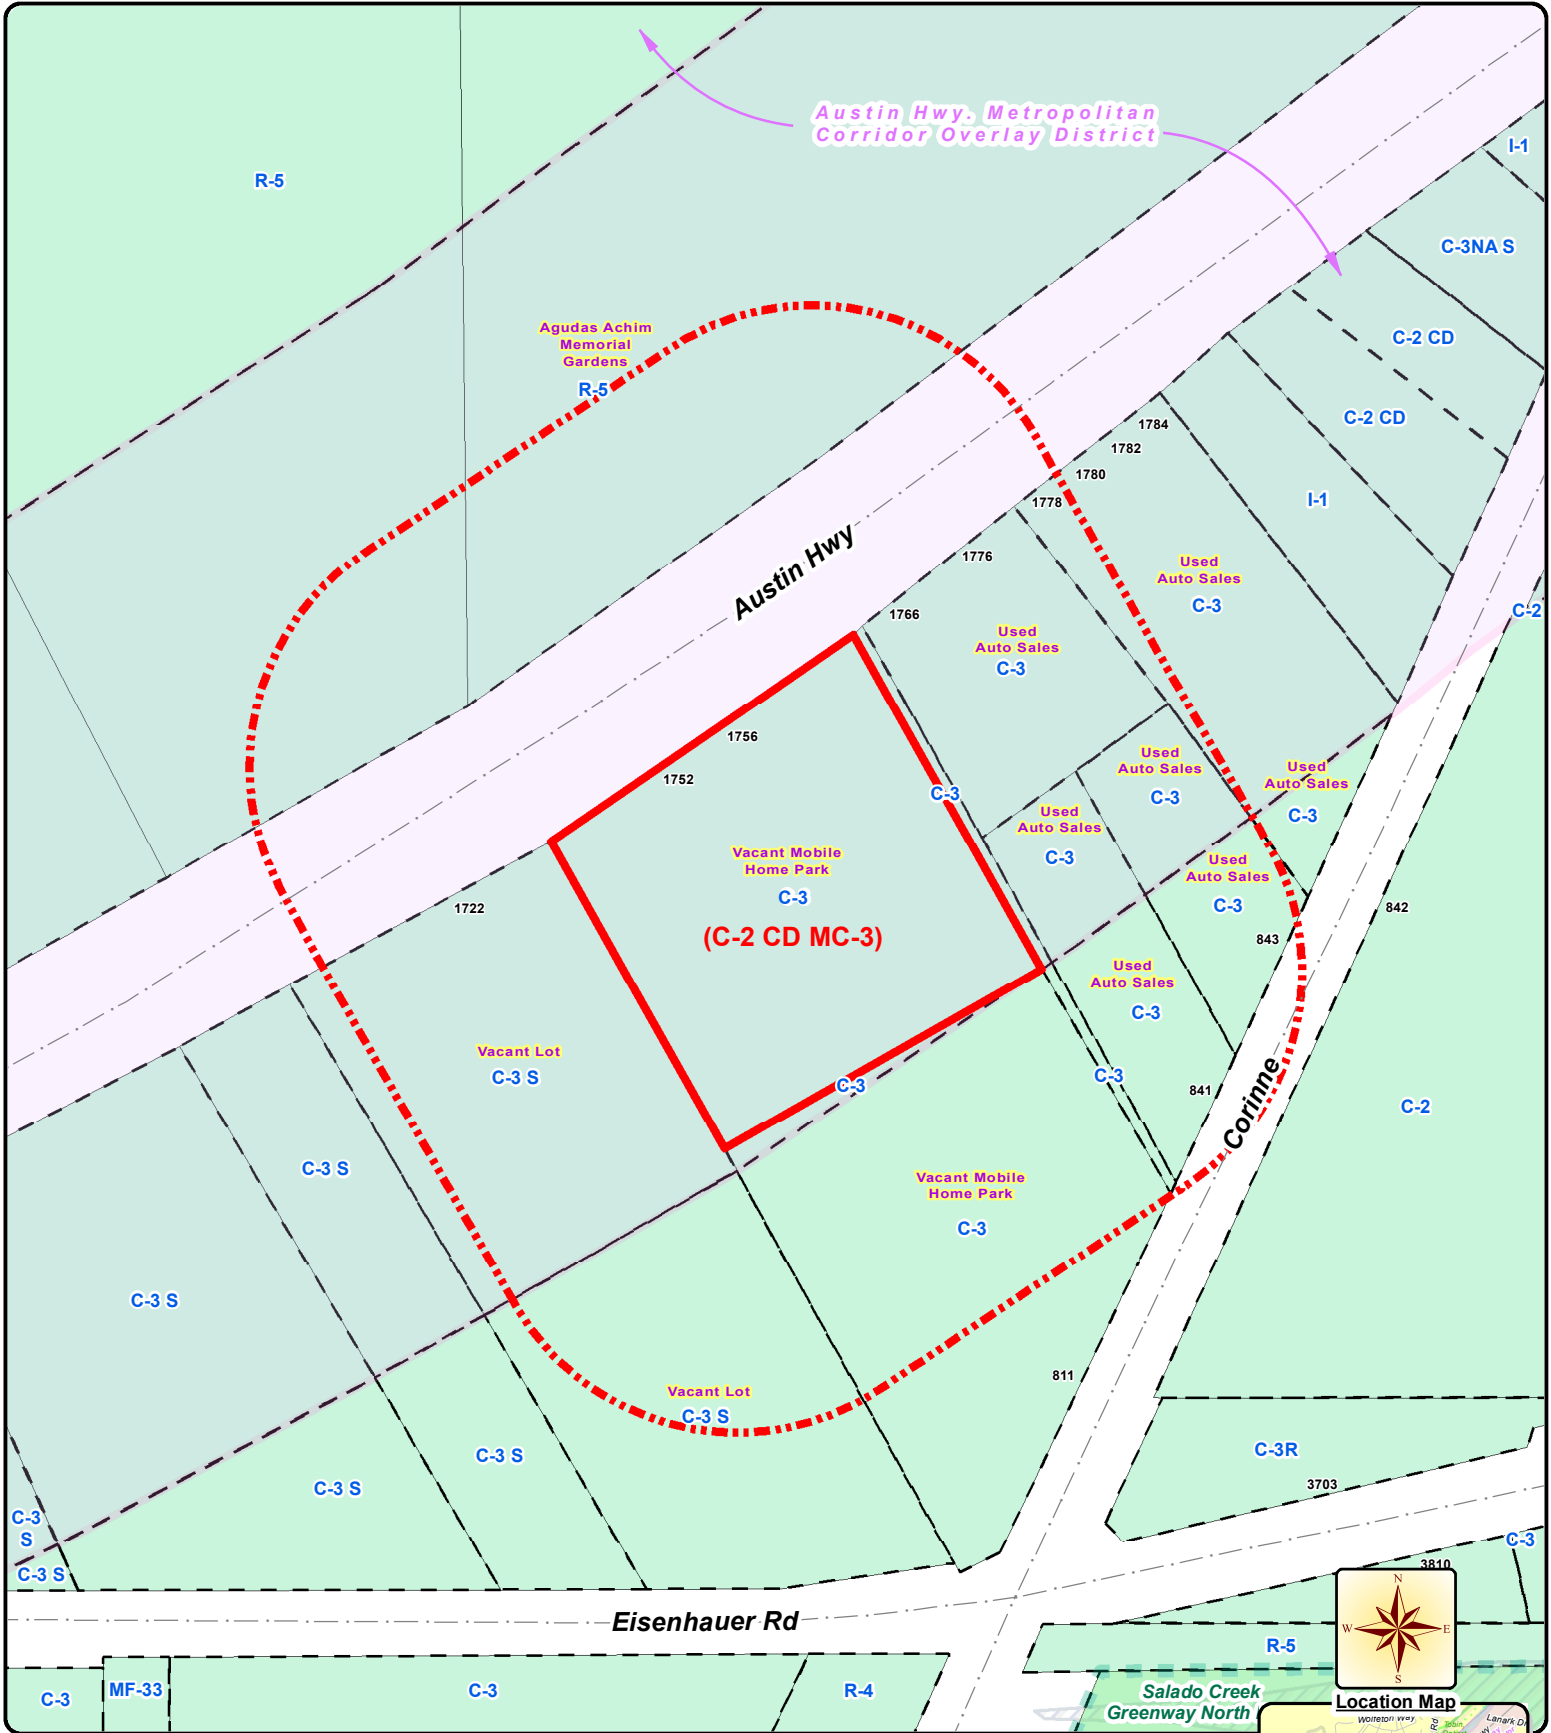 Austin Hwy. Metropolitan
Corridor Overlay District
I-1
R-5
C-3NA S
Agudas Achim
Memorial
Gardens
R-5
C-2 CD
C-2 CD
1784
1782
1780
1778
I-1
Austin Hwy
1776
Used
Auto Sales
C-3
1766
C-2
Used
Auto Sales
C-3
1756
1752
C-3
Used
Auto Sales
C-3
Used
Auto Sales
C-3
Used
Auto Sales
C-3
Vacant Mobile
Home Park
C-3
(C-2 CD MC-3)
Used
Auto Sales
C-3
1722
842
843
Used
Auto Sales
C-3
Vacant Lot
C-3 S
C-3
C-3
841
Corinne
C-2
C-3 S
Vacant Mobile
Home Park
C-3
C-3 S
811
Vacant Lot
C-3 S
C-3 S
C-3R
C-3 S
3703
C-3
S
C-3 S
C-3
3810
N
W
E
S
Eisenhauer Rd
R-5
C-3
MF-33
C-3
R-4
Salado Creek
Greenway North
Location Map
Wolfeton Way
Rd
Lanark D